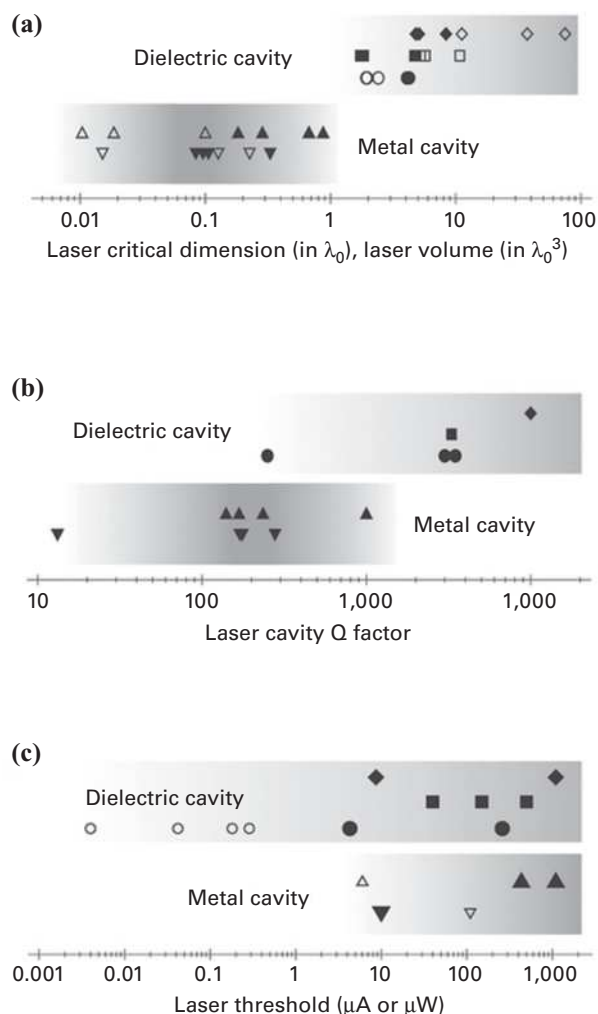 (a)
Dielectric cavity
Metal cavity
0.01 0.1 1 10 100
Laser critical dimension (in λ₀), laser volume (in λ₀³)
(b)
Dielectric cavity
Metal cavity
10 100 1,000 1,000
Laser cavity Q factor
(c)
Dielectric cavity
Metal cavity
0.001 0.01 0.1 1 10 100 1,000
Laser threshold (μA or μW)